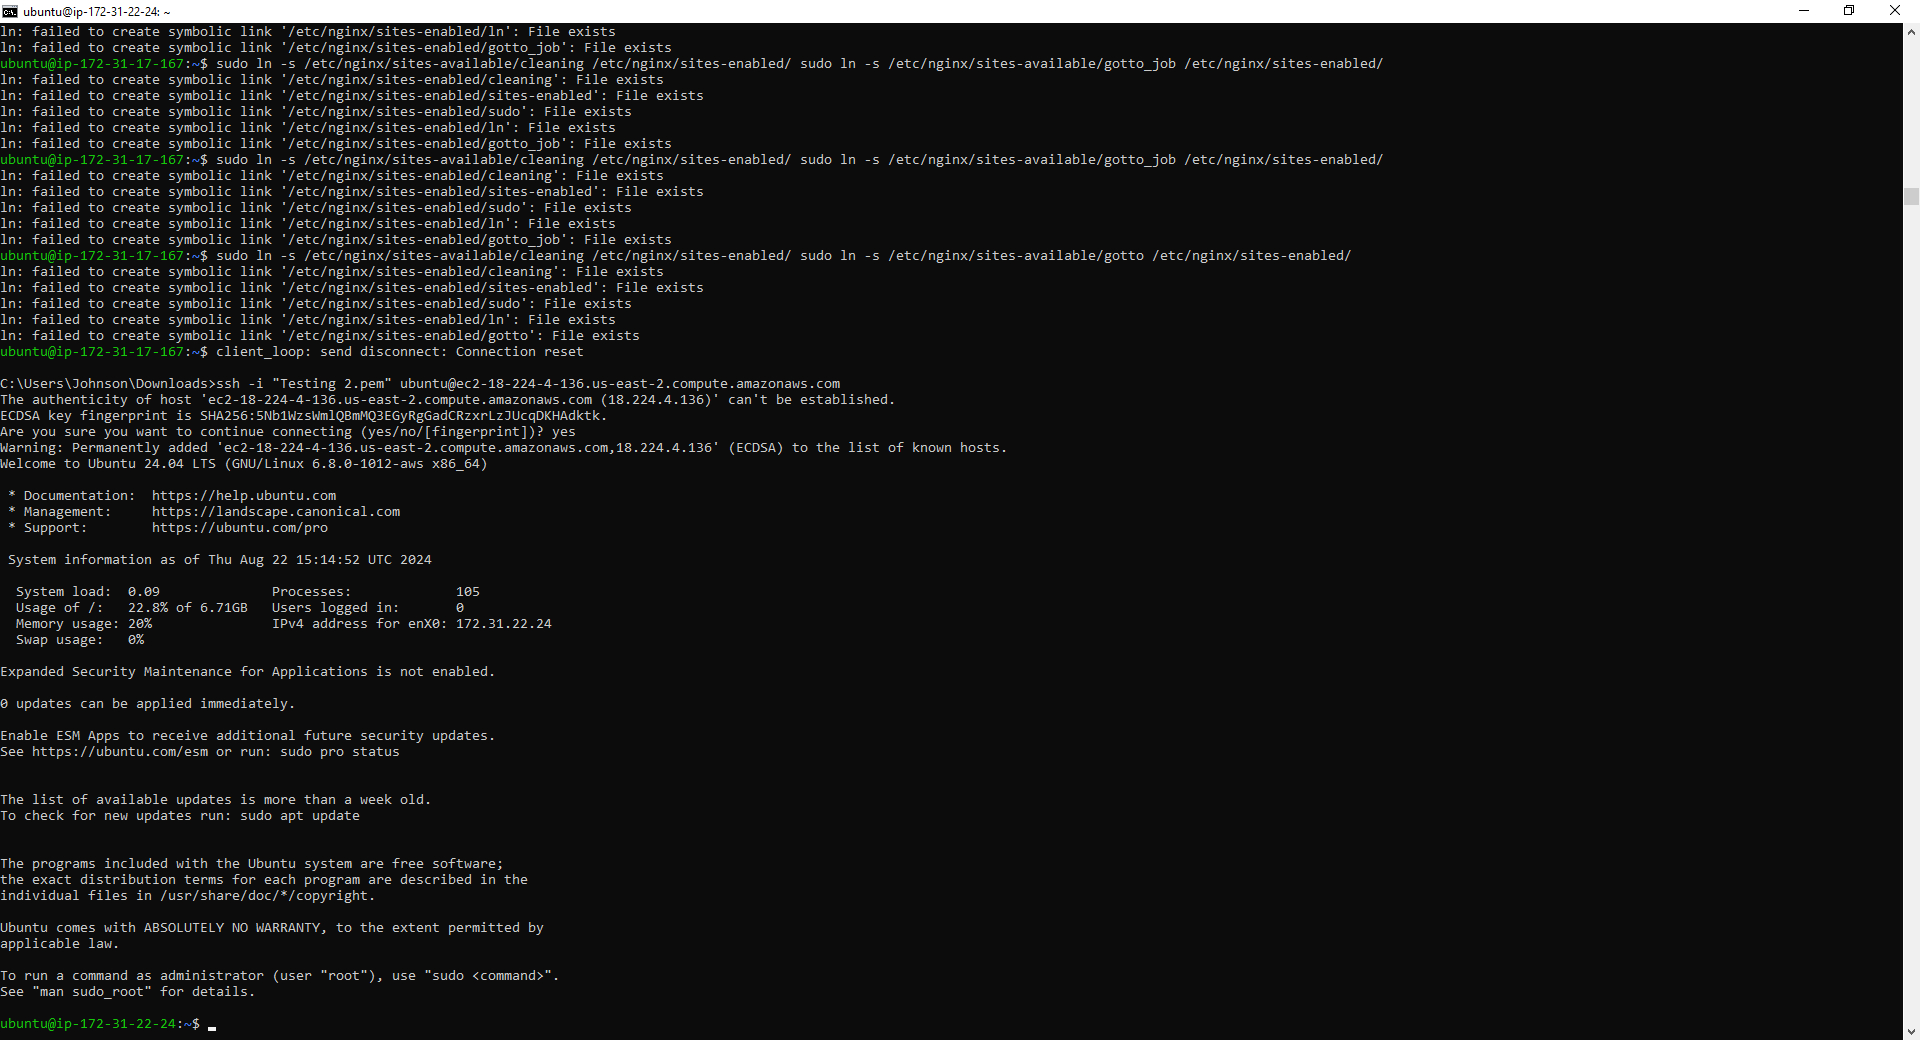 ubuntu@ip-172-31-22-24: ~
ln: failed to create symbolic link '/etc/nginx/sites-enabled/ln': File exists
ln: failed to create symbolic link '/etc/nginx/sites-enabled/gotto_job': File exists
ubuntu@ip-172-31-17-167:~$ sudo ln -s /etc/nginx/sites-available/cleaning /etc/nginx/sites-enabled/ sudo ln -s /etc/nginx/sites-available/gotto_job /etc/nginx/sites-enabled/
ln: failed to create symbolic link '/etc/nginx/sites-enabled/cleaning': File exists
ln: failed to create symbolic link '/etc/nginx/sites-enabled/sites-enabled': File exists
ln: failed to create symbolic link '/etc/nginx/sites-enabled/sudo': File exists
ln: failed to create symbolic link '/etc/nginx/sites-enabled/ln': File exists
ln: failed to create symbolic link '/etc/nginx/sites-enabled/gotto_job': File exists
ubuntu@ip-172-31-17-167:~$ sudo ln -s /etc/nginx/sites-available/cleaning /etc/nginx/sites-enabled/ sudo ln -s /etc/nginx/sites-available/gotto_job /etc/nginx/sites-enabled/
ln: failed to create symbolic link '/etc/nginx/sites-enabled/cleaning': File exists
ln: failed to create symbolic link '/etc/nginx/sites-enabled/sites-enabled': File exists
ln: failed to create symbolic link '/etc/nginx/sites-enabled/sudo': File exists
ln: failed to create symbolic link '/etc/nginx/sites-enabled/ln': File exists
ln: failed to create symbolic link '/etc/nginx/sites-enabled/gotto_job': File exists
ubuntu@ip-172-31-17-167:~$ sudo ln -s /etc/nginx/sites-available/cleaning /etc/nginx/sites-enabled/ sudo ln -s /etc/nginx/sites-available/gotto /etc/nginx/sites-enabled/
ln: failed to create symbolic link '/etc/nginx/sites-enabled/cleaning': File exists
ln: failed to create symbolic link '/etc/nginx/sites-enabled/sites-enabled': File exists
ln: failed to create symbolic link '/etc/nginx/sites-enabled/sudo': File exists
ln: failed to create symbolic link '/etc/nginx/sites-enabled/ln': File exists
ln: failed to create symbolic link '/etc/nginx/sites-enabled/gotto': File exists
ubuntu@ip-172-31-17-167:~$ client_loop: send disconnect: Connection reset
C:\Users\Johnson\Downloads>ssh -i "Testing 2.pem" ubuntu@ec2-18-224-4-136.us-east-2.compute.amazonaws.com
The authenticity of host 'ec2-18-224-4-136.us-east-2.compute.amazonaws.com (18.224.4.136)' can't be established.
ECDSA key fingerprint is SHA256:5Nb1WzsWmlQBmMQ3EGyRgGadCRzxrLzJUcqDKHAdktk.
Are you sure you want to continue connecting (yes/no/[fingerprint])? yes
Warning: Permanently added 'ec2-18-224-4-136.us-east-2.compute.amazonaws.com,18.224.4.136' (ECDSA) to the list of known hosts.
Welcome to Ubuntu 24.04 LTS (GNU/Linux 6.8.0-1012-aws x86_64)
* Documentation:  https://help.ubuntu.com
* Management:     https://landscape.canonical.com
* Support:        https://ubuntu.com/pro
System information as of Thu Aug 22 15:14:52 UTC 2024
System load:  0.09              Processes:             105
Usage of /:   22.8% of 6.71GB   Users logged in:       0
Memory usage: 20%               IPv4 address for enX0: 172.31.22.24
Swap usage:   0%
Expanded Security Maintenance for Applications is not enabled.
0 updates can be applied immediately.
Enable ESM Apps to receive additional future security updates.
See https://ubuntu.com/esm or run: sudo pro status
The list of available updates is more than a week old.
To check for new updates run: sudo apt update
The programs included with the Ubuntu system are free software;
the exact distribution terms for each program are described in the
individual files in /usr/share/doc/*/copyright.
Ubuntu comes with ABSOLUTELY NO WARRANTY, to the extent permitted by
applicable law.
To run a command as administrator (user "root"), use "sudo <command>".
See "man sudo_root" for details.
ubuntu@ip-172-31-22-24:~$